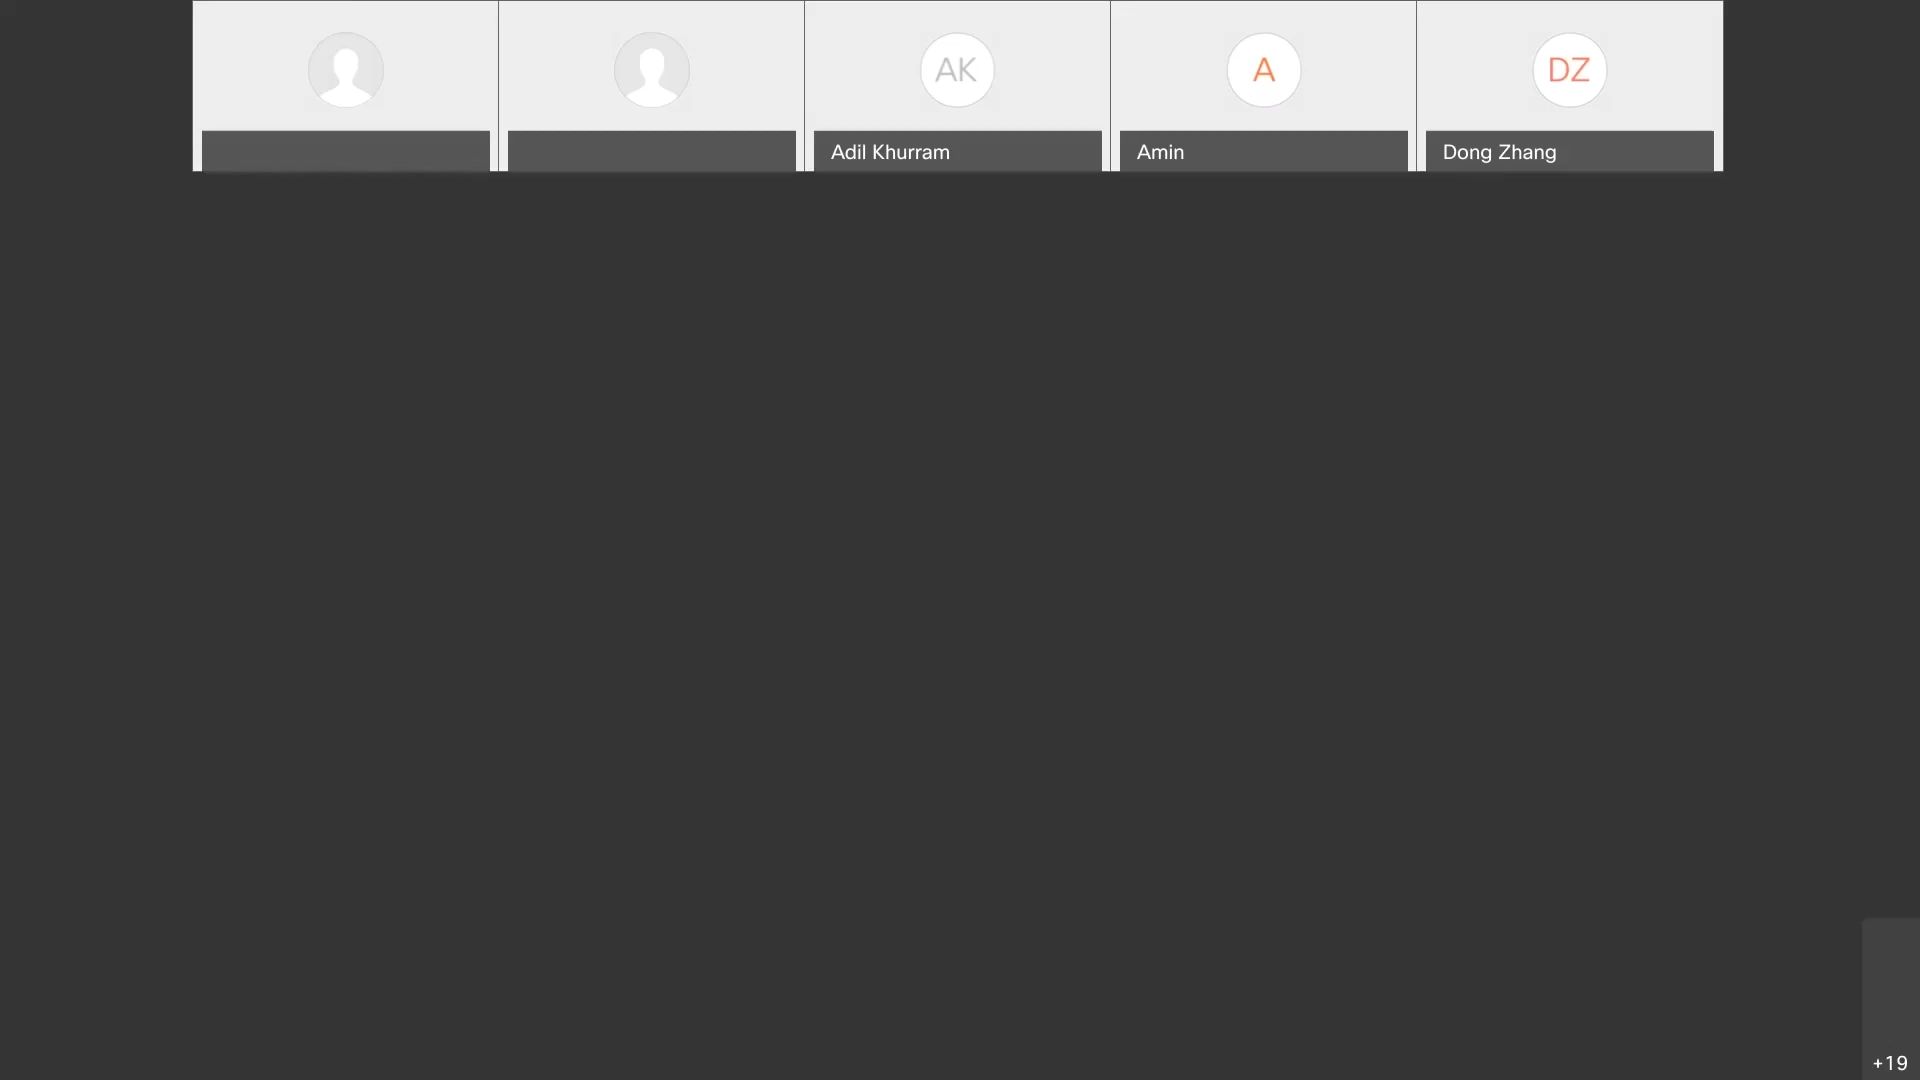 AK
A
DZ
Adil Khurram
Amin
Dong Zhang
+19